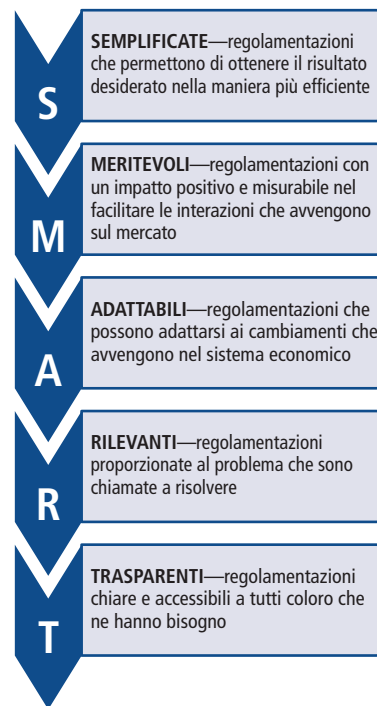 S
SEMPLIFICATE—regolamentazioni
che permettono di ottenere il risultato
desiderato nella maniera più efficiente
M
MERITEVOLI—regolamentazioni con
un impatto positivo e misurabile nel
facilitare le interazioni che avvengono
sul mercato
A
ADATTABILI—regolamentazioni che
possono adattarsi ai cambiamenti che
avvengono nel sistema economico
R
RILEVANTI—regolamentazioni
proporzionate al problema che sono
chiamate a risolvere
T
TRASPARENTI—regolamentazioni
chiare e accessibili a tutti coloro che
ne hanno bisogno